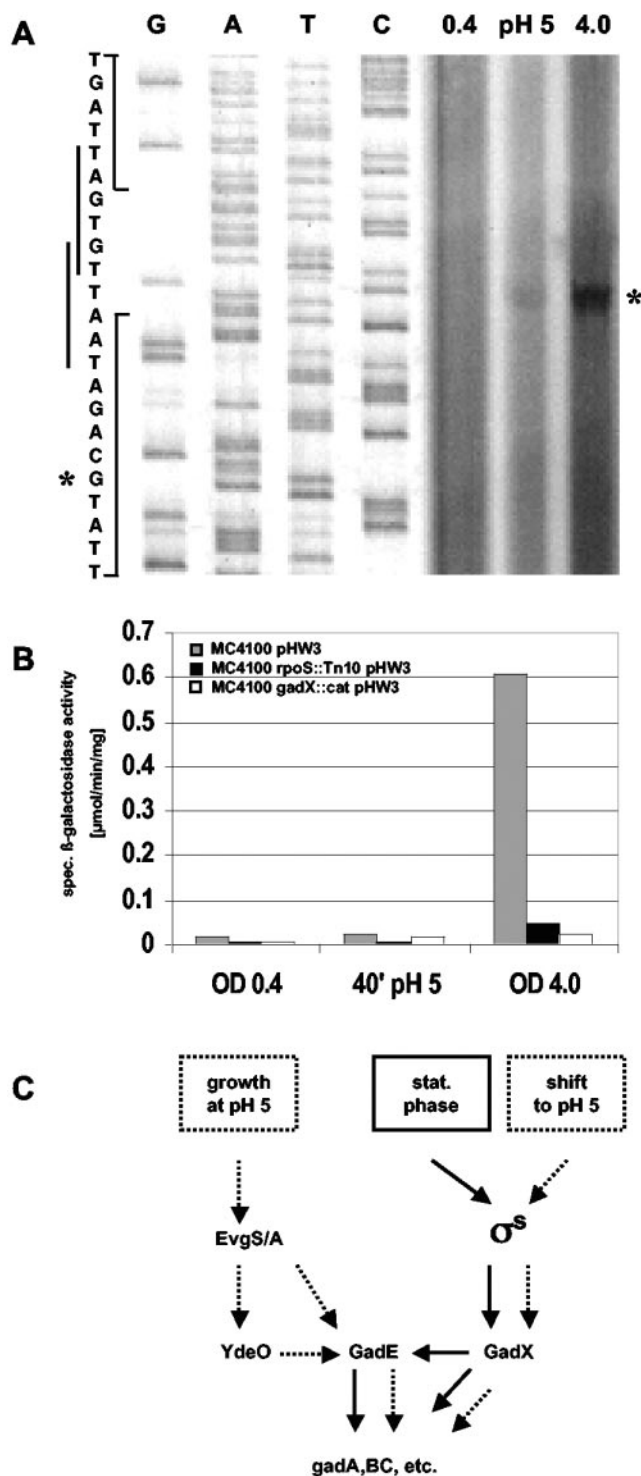 A
G A T C 0.4 pH 5 4.0
T
G
A
T
T
A
G
T
G
T
T
A
A
T
A
G
A
C
G
T
A
T
T
*
*
B
spec. ß-galactosidase activity
[µmol/min/mg]
0.7
0.6
0.5
0.4
0.3
0.2
0.1
0
MC4100 pHW3
MC4100 rpoS::Tn10 pHW3
MC4100 gadX::cat pHW3
OD 0.4 40' pH 5 OD 4.0
C
growth
at pH 5
stat.
phase
shift
to pH 5
EvgS/A
σs
YdeO GadE GadX
gadA,BC, etc.